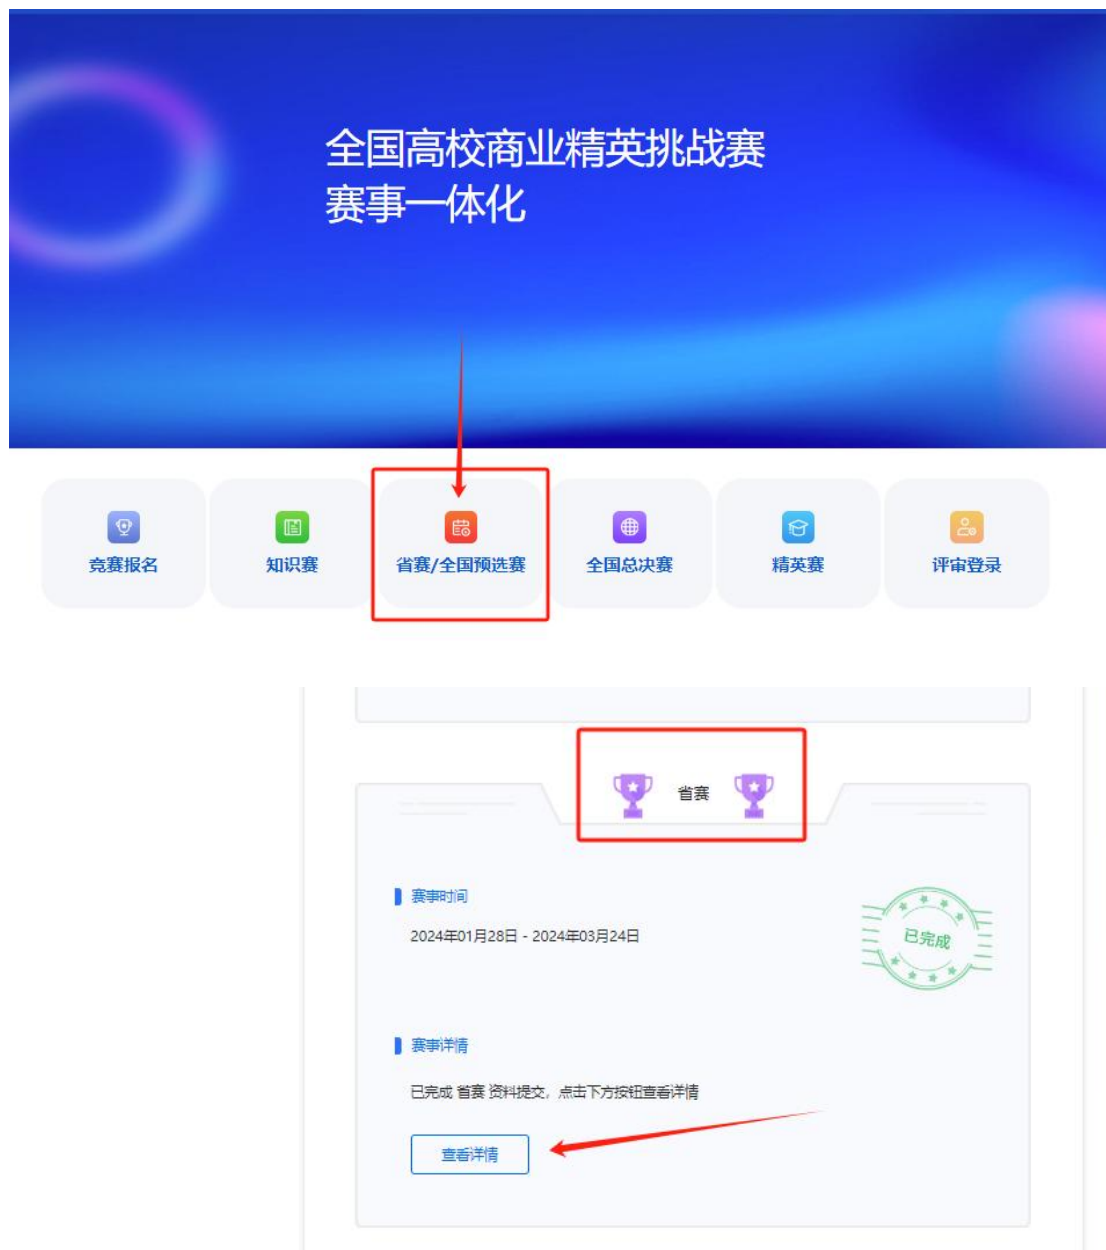 全国高校商业精英挑战赛
赛事一体化
竞赛报名
知识赛
省赛/全国预选赛
全国总决赛
精英赛
评审登录
省赛
赛事时间
2024年01月28日 - 2024年03月24日
已完成
赛事详情
已完成 省赛 资料提交，点击下方按钮查看详情
查看详情